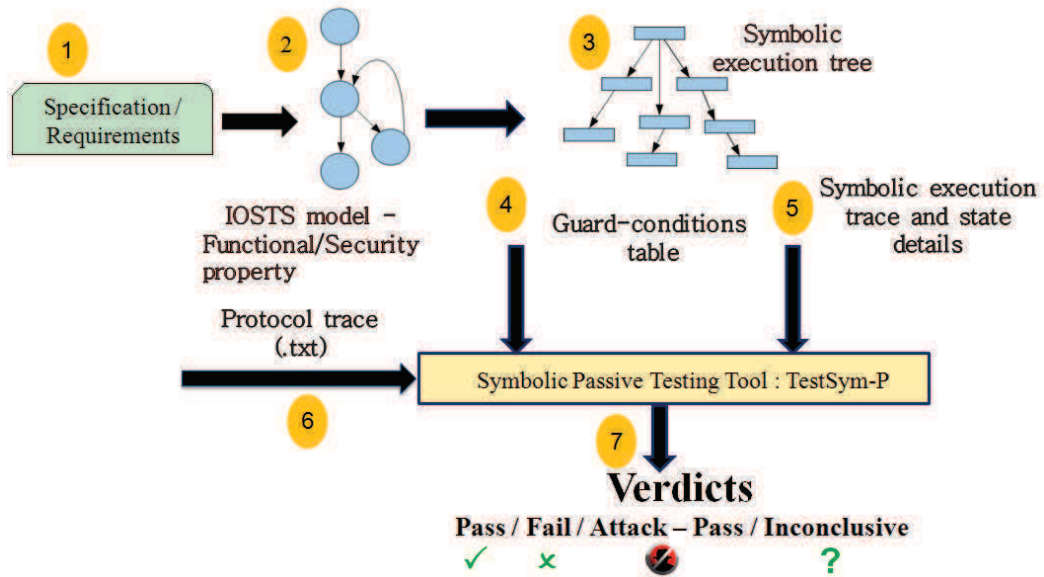 1
2
3
Symbolic
execution tree
Specification /
Requirements
IOSTS model -
Functional/Security
property
4
Guard-conditions
table
5
Symbolic execution
trace and state
details
Protocol trace
(.txt)
6
Symbolic Passive Testing Tool : TestSym-P
7
Verdicts
Pass / Fail / Attack – Pass / Inconclusive
✓ × ?